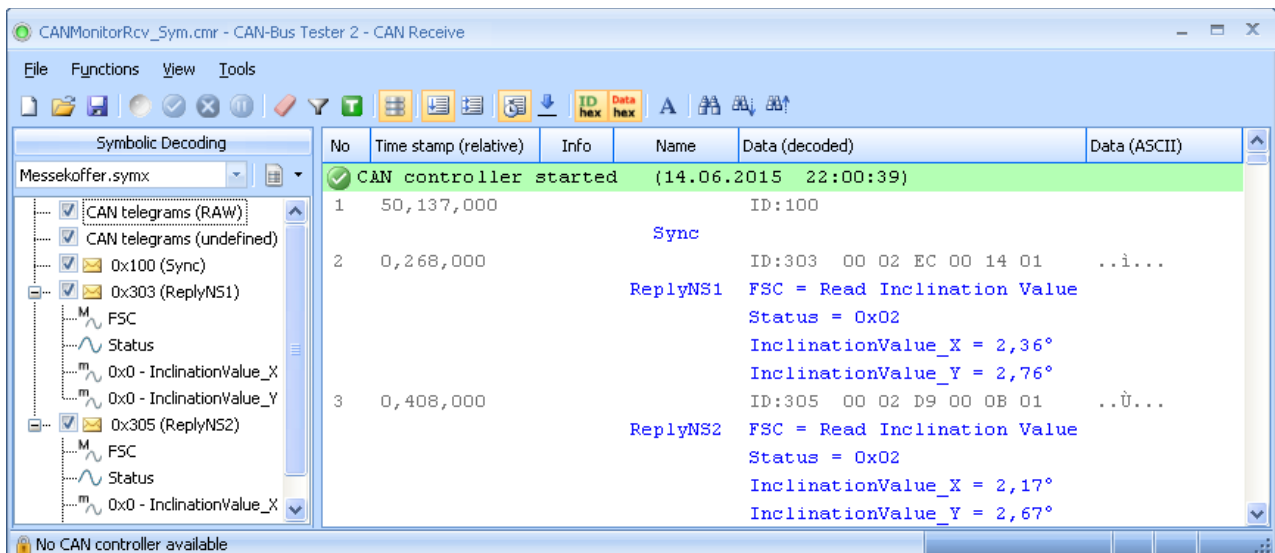 CANMonitorRcv_Sym.cmr - CAN-Bus Tester 2 - CAN Receive
File Functions View Tools
ID hex Data hex A
Symbolic Decoding
Messekoffer.symx
CAN telegrams (RAW)
CAN telegrams (undefined)
0x100 (Sync)
0x303 (ReplyNS1)
M FSC
Status
m 0x0 - InclinationValue_X
m 0x0 - InclinationValue_Y
0x305 (ReplyNS2)
M FSC
Status
m 0x0 - InclinationValue_X
No Time stamp (relative) Info Name Data (decoded) Data (ASCII)
CAN controller started (14.06.2015 22:00:39)
1 50,137,000 ID:100
Sync
2 0,268,000 ID:303 00 02 EC 00 14 01 ..ì...
ReplyNS1 FSC = Read Inclination Value
Status = 0x02
InclinationValue_X = 2,36°
InclinationValue_Y = 2,76°
3 0,408,000 ID:305 00 02 D9 00 0B 01 ..Ù...
ReplyNS2 FSC = Read Inclination Value
Status = 0x02
InclinationValue_X = 2,17°
InclinationValue_Y = 2,67°
No CAN controller available